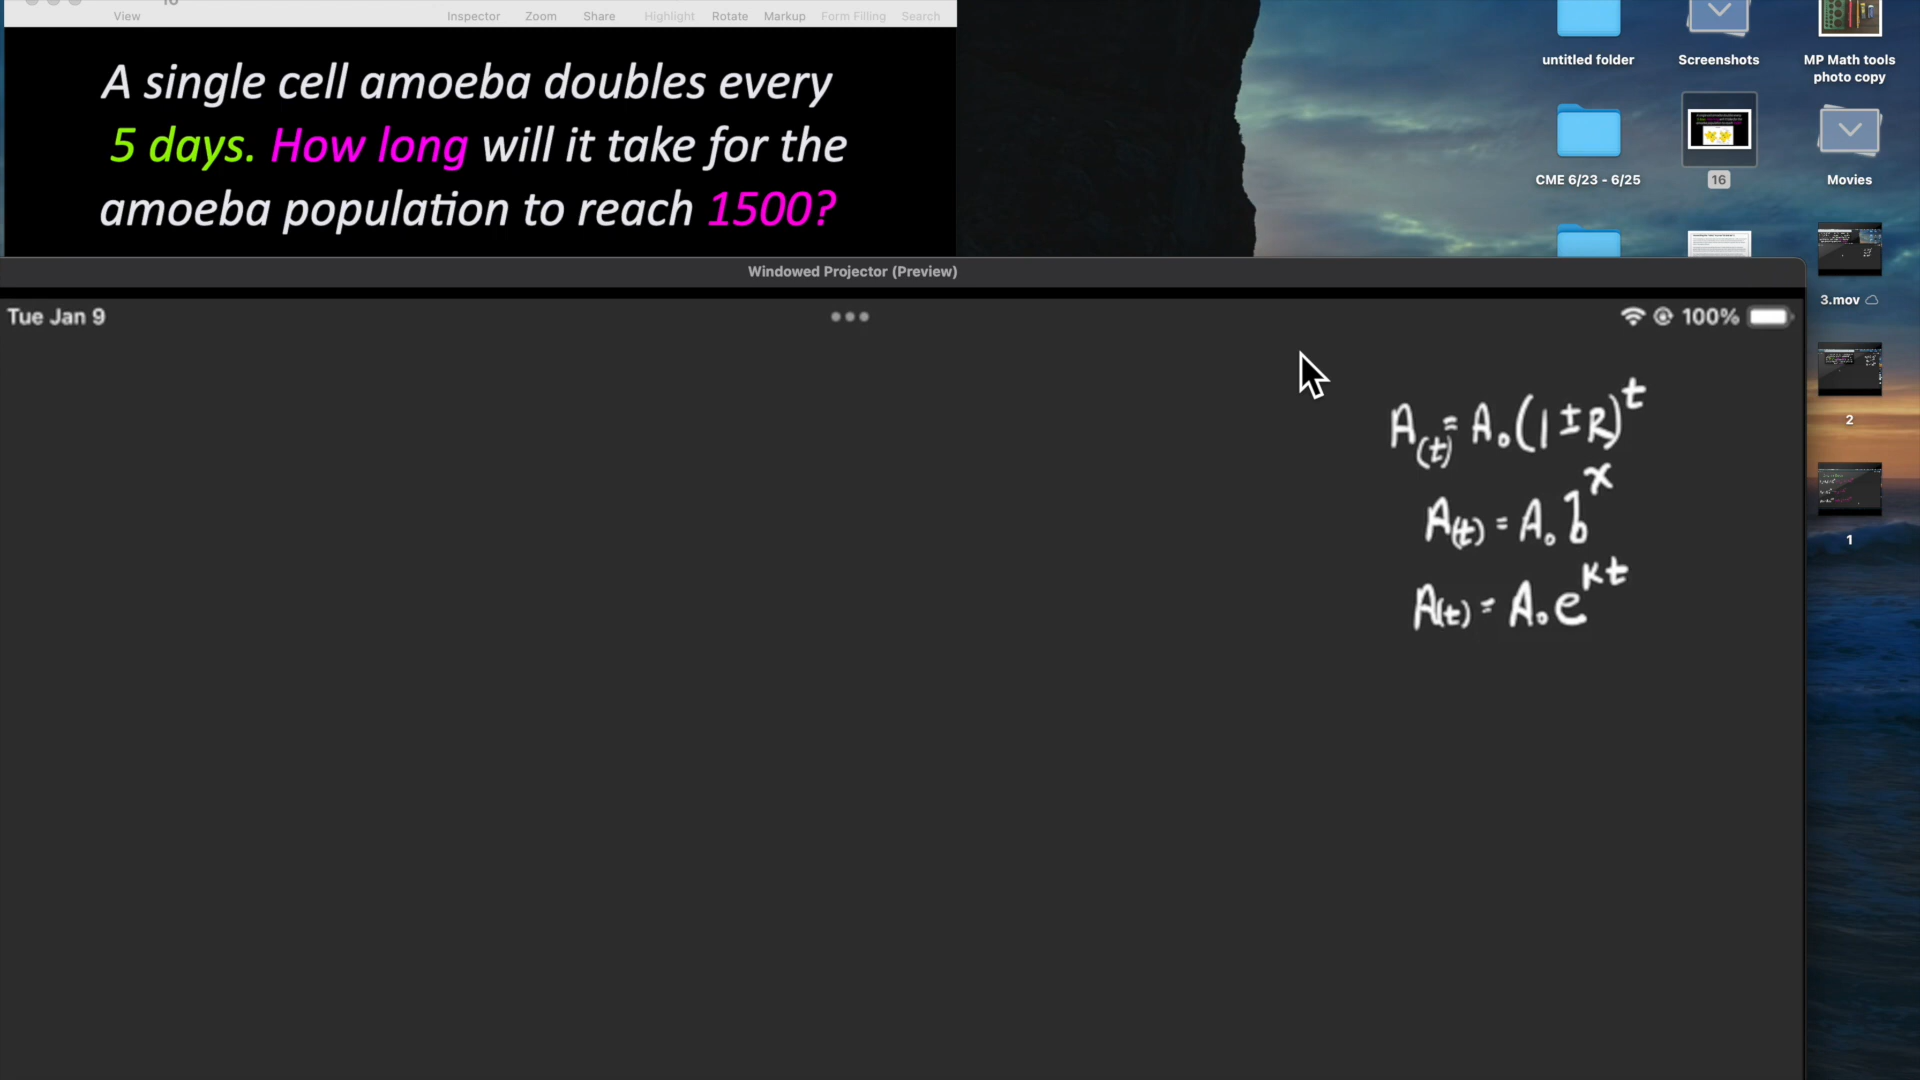 View
Inspector
Zoom
Share
Highlight
Rotate
Markup
Form Filling
Search
A single cell amoeba doubles every
5 days. How long will it take for the
amoeba population to reach 1500?
untitled folder
Screenshots
MP Math tools
photo copy
CME 6/23 - 6/25
16
Movies
3.mov
2
1
Windowed Projector (Preview)
Tue Jan 9
100%
A(t) = A₀(1 ± R)^t
A(t) = A₀ b^x
A(t) = A₀ e^kt